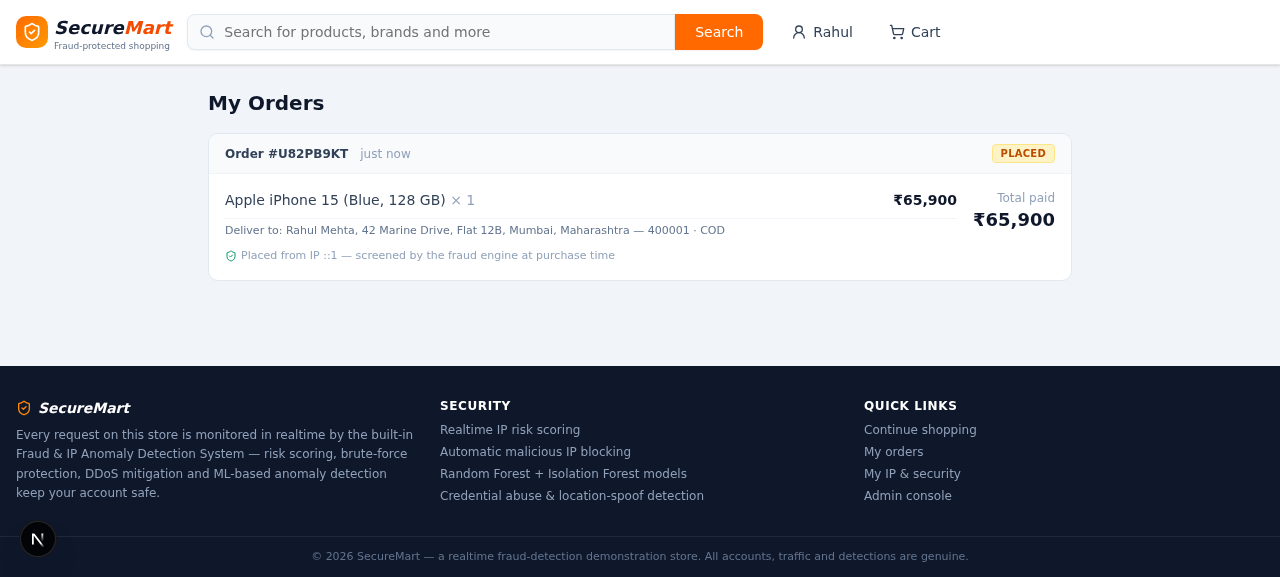 SecureMart
Fraud-protected shopping
Search for products, brands and more
Search
Rahul
Cart
My Orders
Order #U82PB9KT just now
PLACED
Apple iPhone 15 (Blue, 128 GB) × 1
₹65,900
Total paid
₹65,900
Deliver to: Rahul Mehta, 42 Marine Drive, Flat 12B, Mumbai, Maharashtra — 400001 · COD
Placed from IP ::1 — screened by the fraud engine at purchase time
SecureMart
Every request on this store is monitored in realtime by the built-in
Fraud & IP Anomaly Detection System — risk scoring, brute-force
protection, DDoS mitigation and ML-based anomaly detection
keep your account safe.
SECURITY
Realtime IP risk scoring
Automatic malicious IP blocking
Random Forest + Isolation Forest models
Credential abuse & location-spoof detection
QUICK LINKS
Continue shopping
My orders
My IP & security
Admin console
N
© 2026 SecureMart — a realtime fraud-detection demonstration store. All accounts, traffic and detections are genuine.